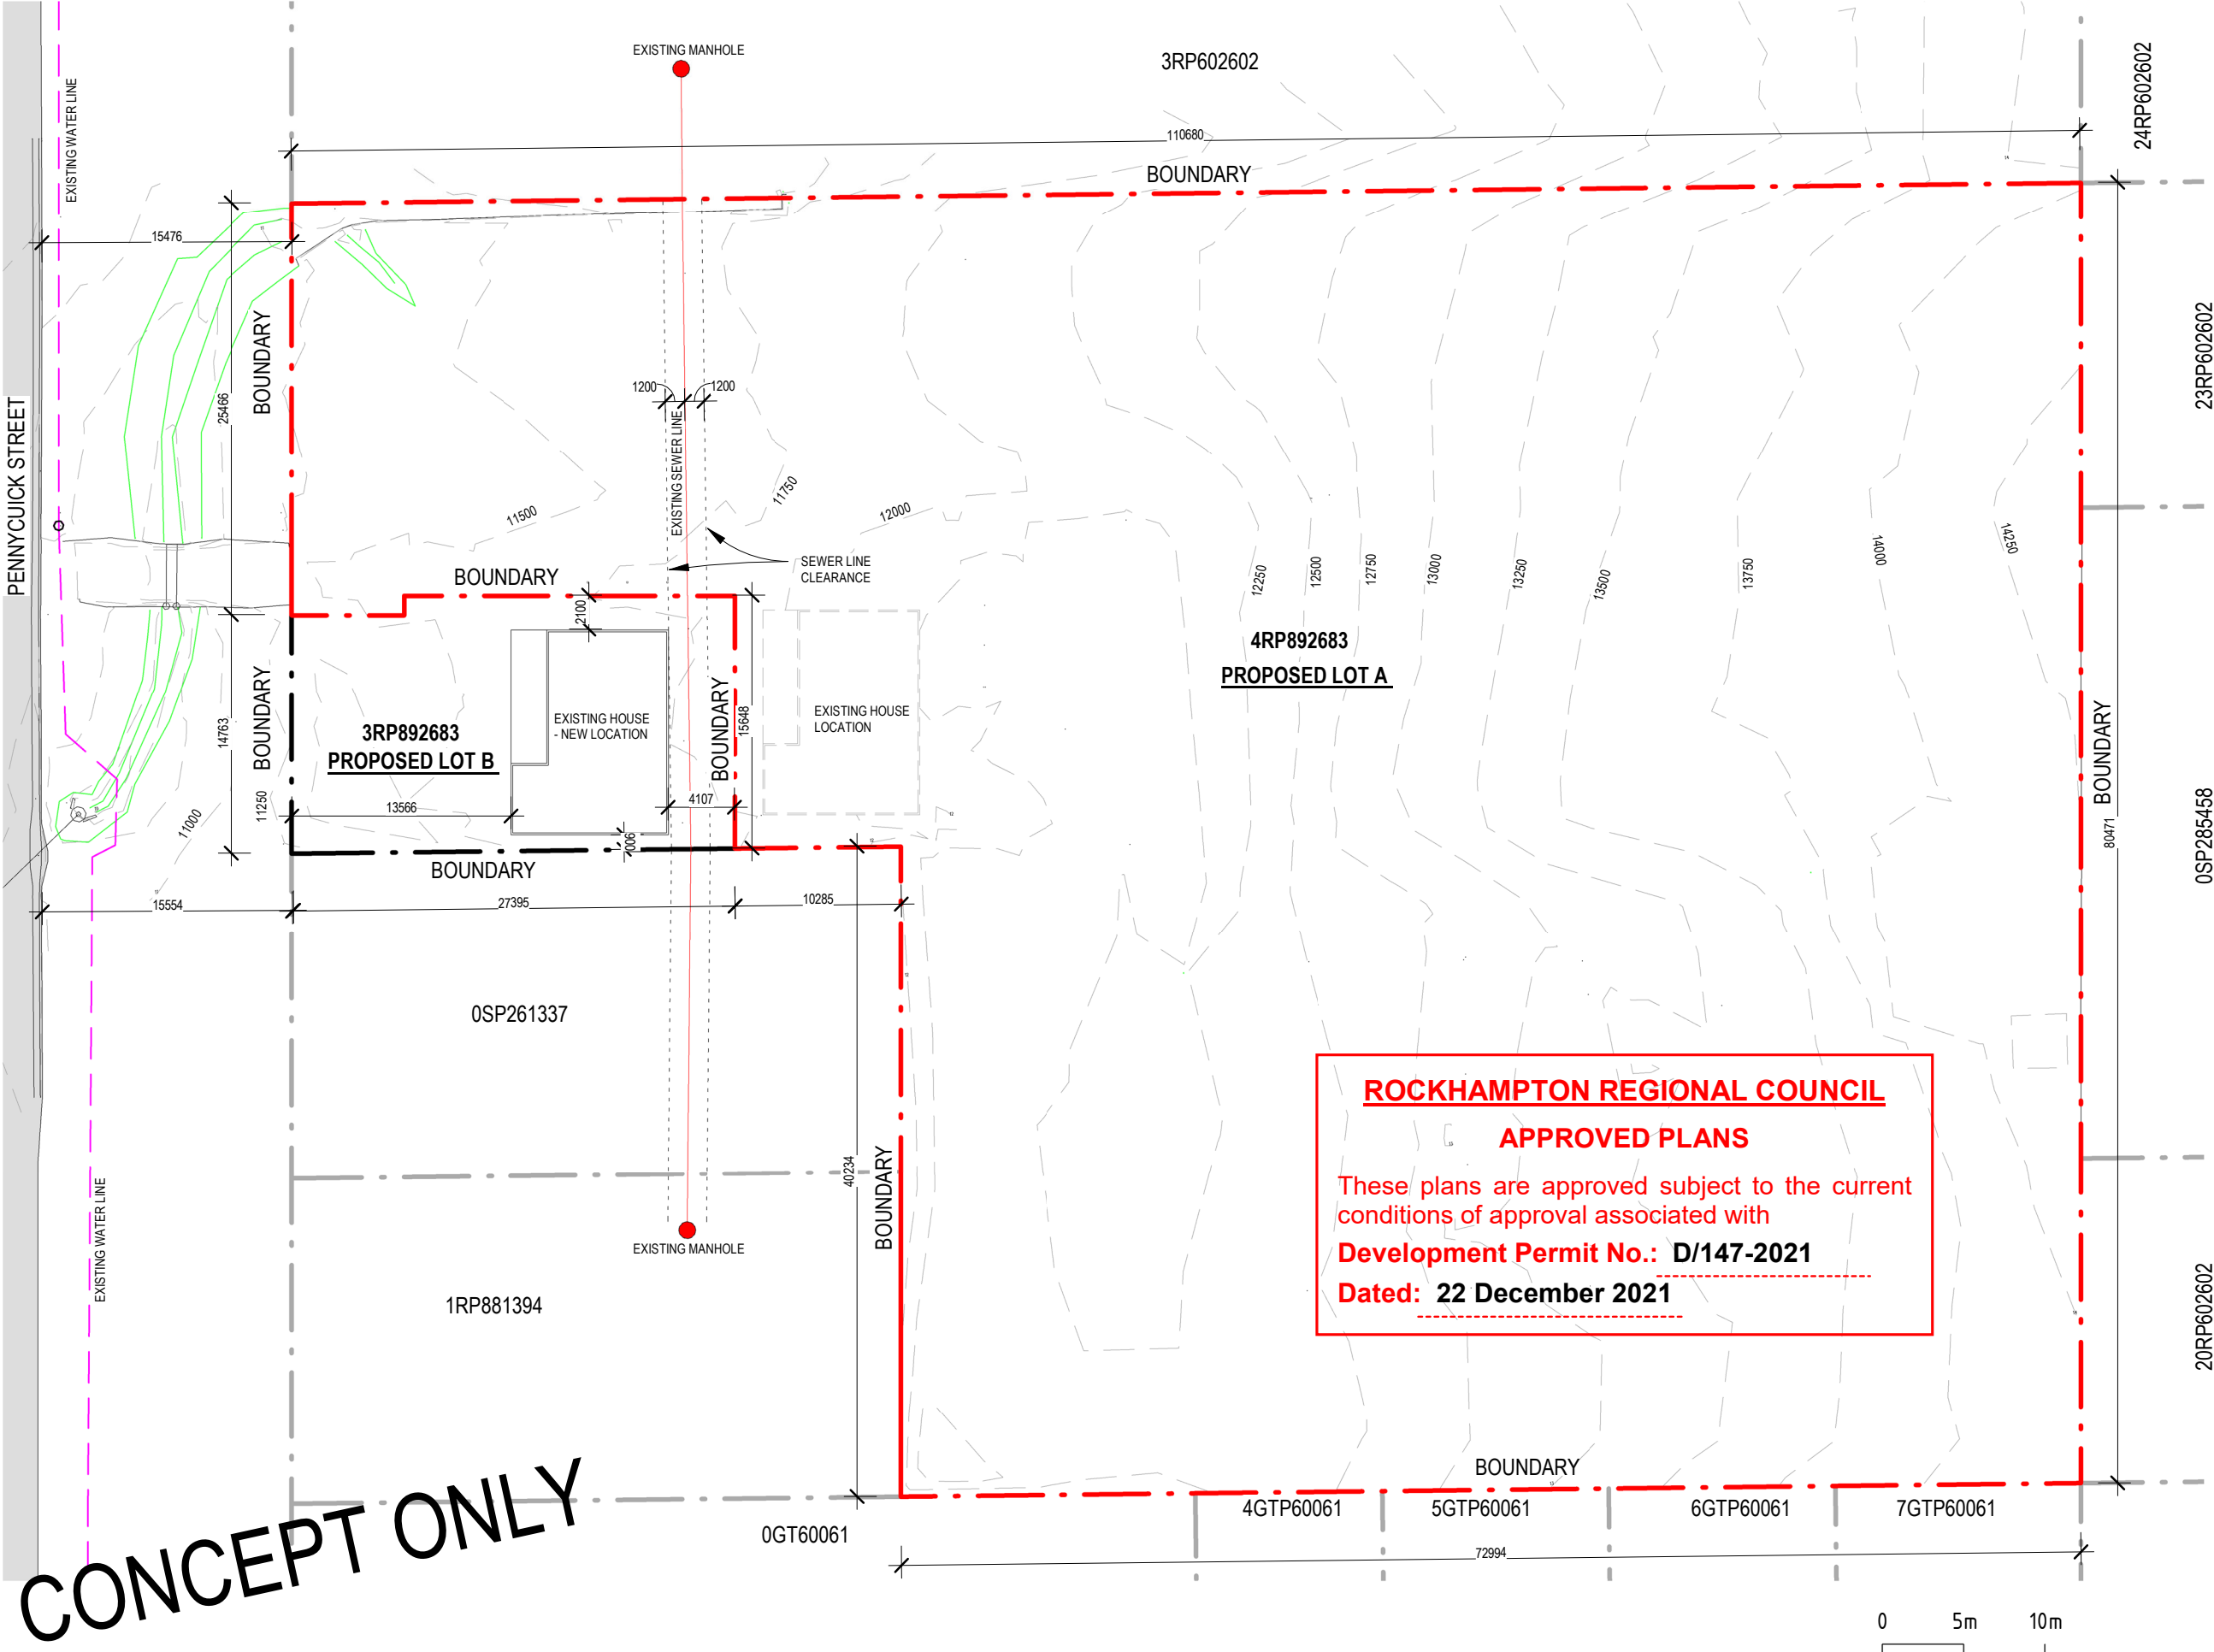 EXISTING MANHOLE
3RP602602
24RP602602
EXISTING WATER LINE
110680
BOUNDARY
15476
BOUNDARY
25466
23RP602602
PENNYCUICK STREET
1200
1200
EXISTING SEWER LINE
11750
11500
12000
14000
14250
SEWER LINE
CLEARANCE
12250
12500
12750
13000
13250
13500
13750
BOUNDARY
2100
4RP892683
PROPOSED LOT A
BOUNDARY
14763
3RP892683
PROPOSED LOT B
EXISTING HOUSE
- NEW LOCATION
BOUNDARY
15648
EXISTING HOUSE
LOCATION
BOUNDARY
80471
0SP285458
11000
11250
13566
4107
900
BOUNDARY
15554
27395
10285
0SP261337
40234
BOUNDARY
EXISTING MANHOLE
EXISTING WATER LINE
1RP881394
ROCKHAMPTON REGIONAL COUNCIL
APPROVED PLANS
These plans are approved subject to the current
conditions of approval associated with
Development Permit No.: D/147-2021
Dated: 22 December 2021
20RP602602
BOUNDARY
CONCEPT ONLY
0GT60061
4GTP60061
5GTP60061
6GTP60061
7GTP60061
72994
0 5m 10m